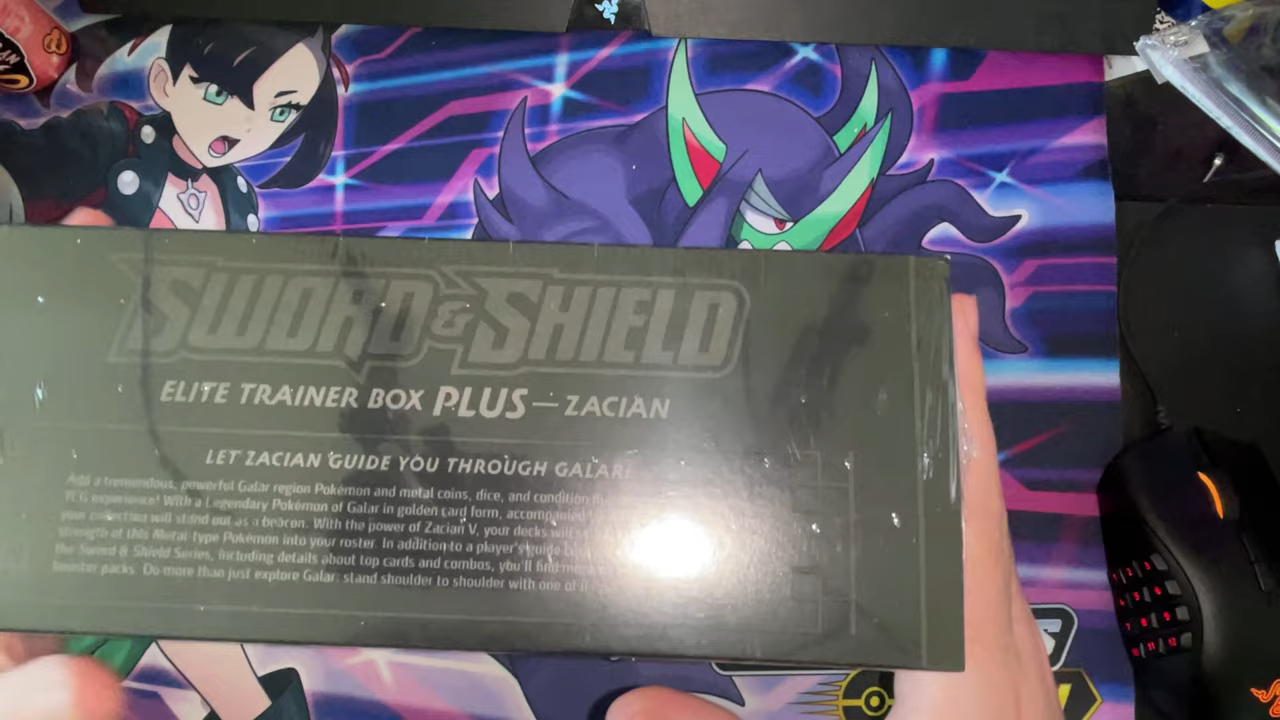 SWORD & SHIELD
ELITE TRAINER BOX PLUS — ZACIAN
LET ZACIAN GUIDE YOU THROUGH GALAR!
Add a tremendous, powerful Galar region Pokémon and metal coins, dice, and condition
TCG experience! With a Legendary Pokémon of Galar in golden card form, accompanied
your collection will stand out as a beacon. With the power of Zacian V, your decks will
strength of this Metal-type Pokémon into your roster. In addition to a player's guide
the Sword & Shield Series, including details about top cards and combos, you'll find
booster packs. Do more than just explore Galar: stand shoulder to shoulder with one of